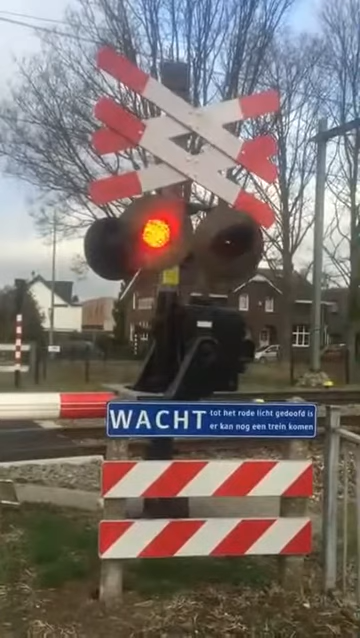 WACHT tot het rode licht gedoofd is
er kan nog een trein komen